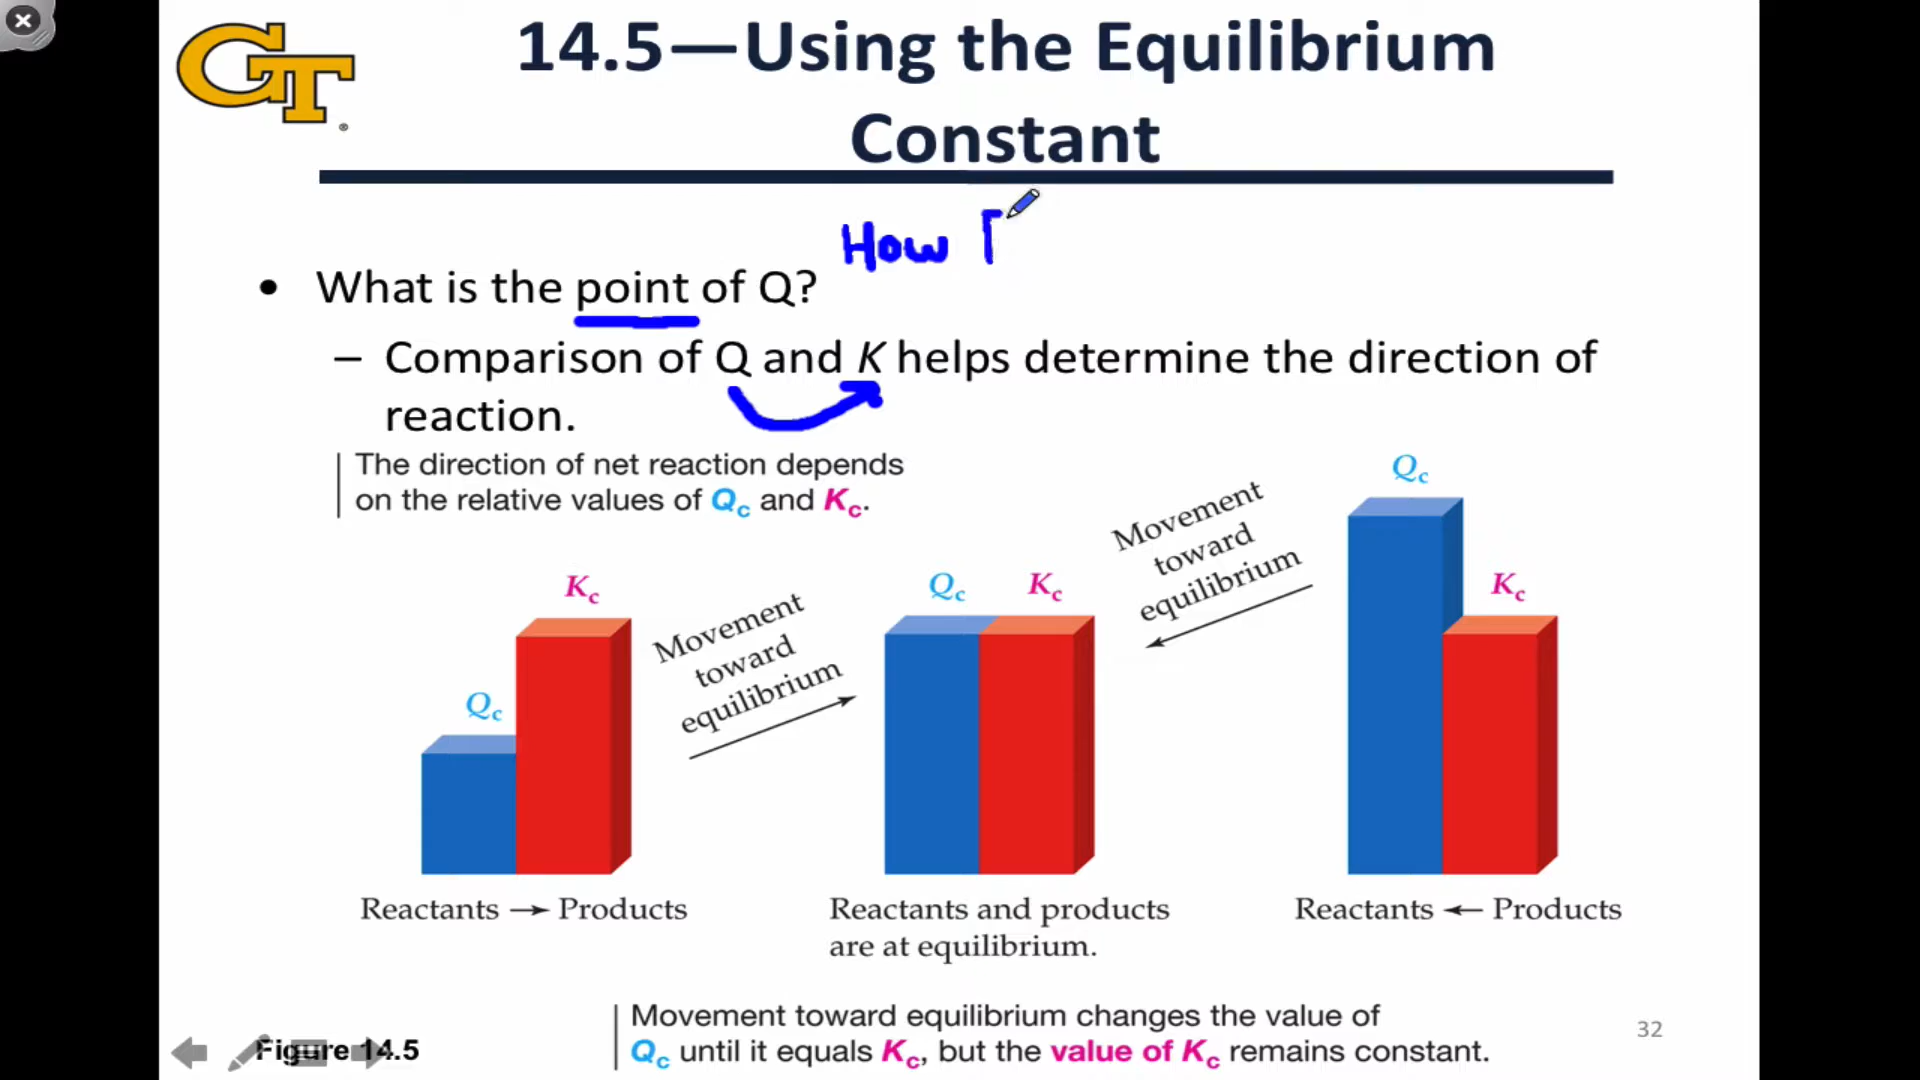 GT
®
14.5—Using the Equilibrium
Constant
How
• What is the point of Q?
– Comparison of Q and K helps determine the direction of
reaction.
The direction of net reaction depends
on the relative values of Qc and Kc.
Qc
Kc
Movement
toward
equilibrium
Qc
Kc
Movement
toward
equilibrium
Qc
Kc
Reactants → Products
Reactants and products
are at equilibrium.
Reactants ← Products
Movement toward equilibrium changes the value of
Qc until it equals Kc, but the value of Kc remains constant.
Figure 14.5
32